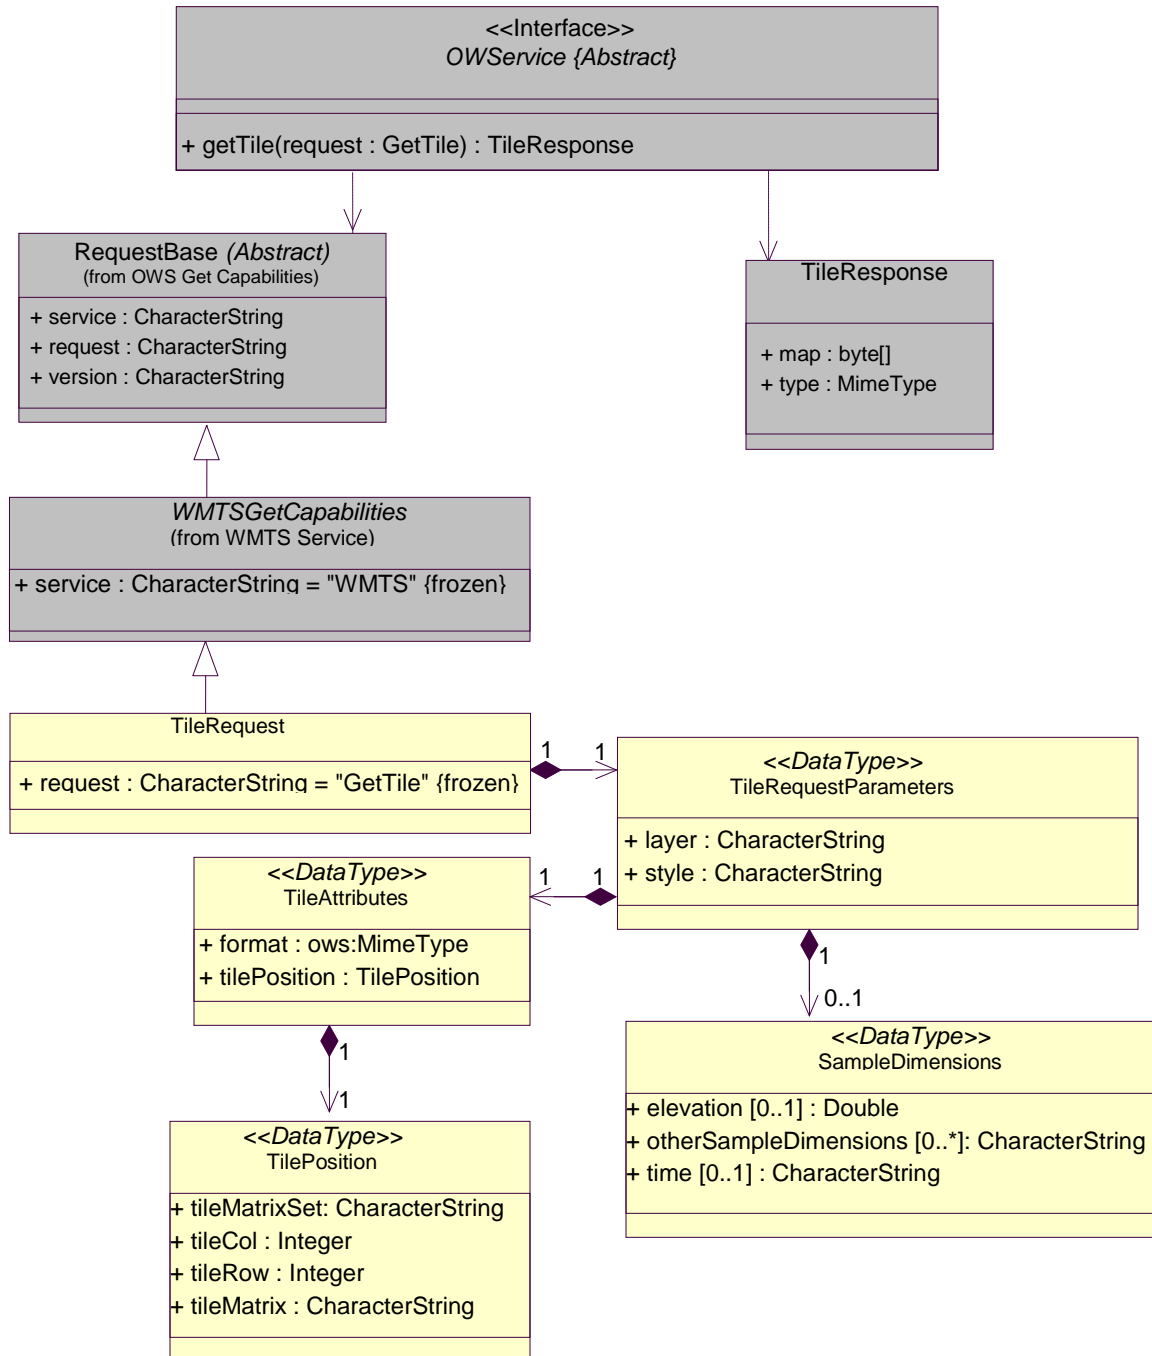 <<Interface>>
OWService {Abstract}
+ getTile(request : GetTile) : TileResponse
RequestBase (Abstract)
(from OWS Get Capabilities)
+ service : CharacterString
+ request : CharacterString
+ version : CharacterString
TileResponse
+ map : byte[]
+ type : MimeType
WMTSGetCapabilities
(from WMTS Service)
+ service : CharacterString = "WMTS" {frozen}
TileRequest
+ request : CharacterString = "GetTile" {frozen}
1
1
<<DataType>>
TileRequestParameters
+ layer : CharacterString
+ style : CharacterString
1
1
<<DataType>>
TileAttributes
+ format : ows:MimeType
+ tilePosition : TilePosition
1
0..1
<<DataType>>
SampleDimensions
+ elevation [0..1] : Double
+ otherSampleDimensions [0..*]: CharacterString
+ time [0..1] : CharacterString
1
1
<<DataType>>
TilePosition
+ tileMatrixSet: CharacterString
+ tileCol : Integer
+ tileRow : Integer
+ tileMatrix : CharacterString